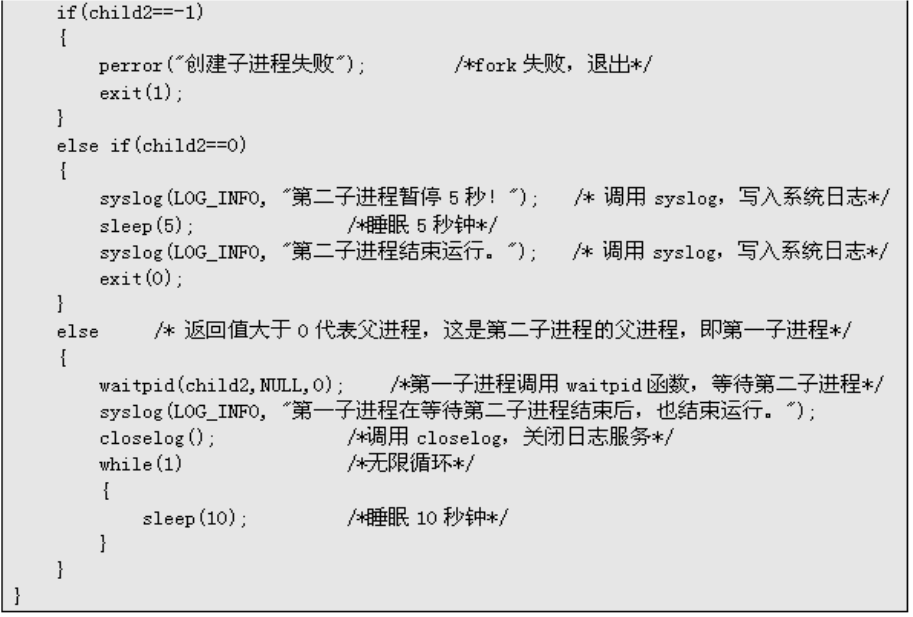 if(child2==-1)
{
perror("创建子进程失败"); /*fork 失败，退出*/
exit(1);
}
else if(child2==0)
{
syslog(LOG_INFO, "第二子进程暂停 5 秒！"); /* 调用 syslog，写入系统日志*/
sleep(5); /*睡眠 5 秒钟*/
syslog(LOG_INFO, "第二子进程结束运行。"); /* 调用 syslog，写入系统日志*/
exit(0);
}
else /* 返回值大于 0 代表父进程，这是第二子进程的父进程，即第一子进程*/
{
waitpid(child2,NULL,0); /*第一子进程调用 waitpid 函数，等待第二子进程*/
syslog(LOG_INFO, "第一子进程在等待第二子进程结束后，也结束运行。");
closelog(); /*调用 closelog，关闭日志服务*/
while(1) /*无限循环*/
{
sleep(10); /*睡眠 10 秒钟*/
}
}
}